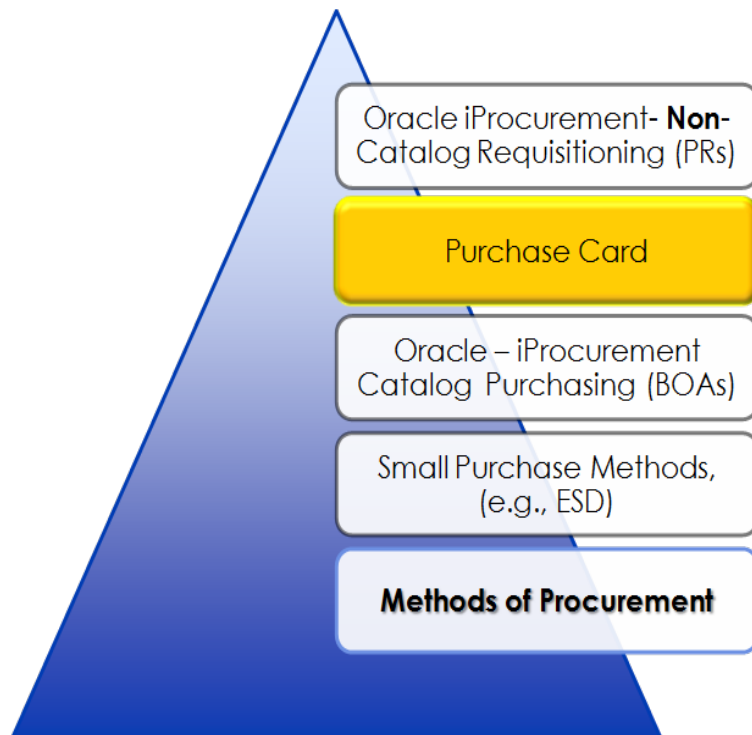 Oracle iProcurement- Non-
Catalog Requisitioning (PRs)
Purchase Card
Oracle – iProcurement
Catalog Purchasing (BOAs)
Small Purchase Methods,
(e.g., ESD)
Methods of Procurement